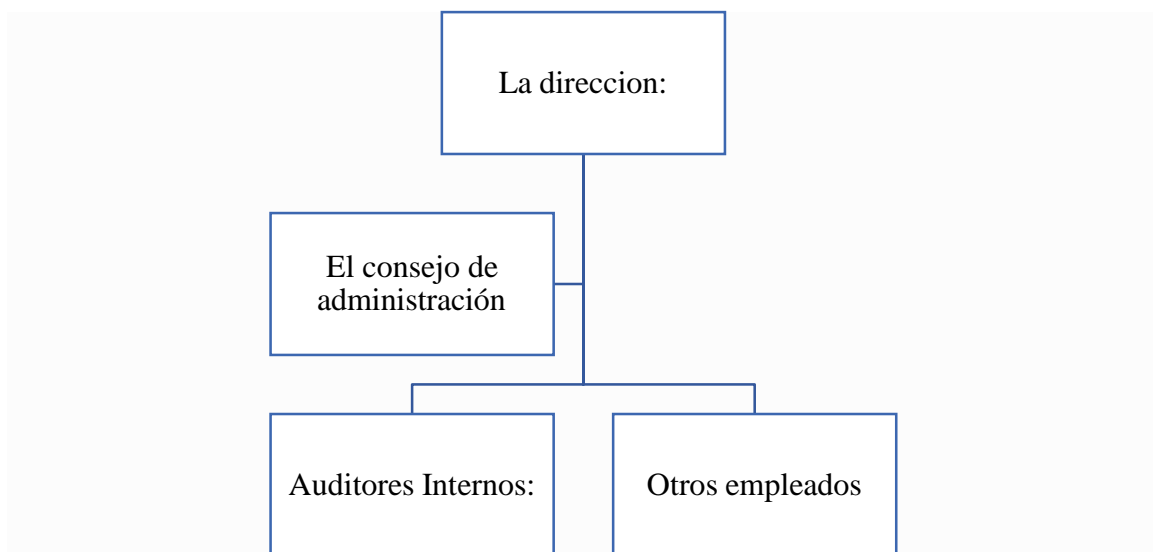 La direccion:
El consejo de
administración
Auditores Internos:
Otros empleados